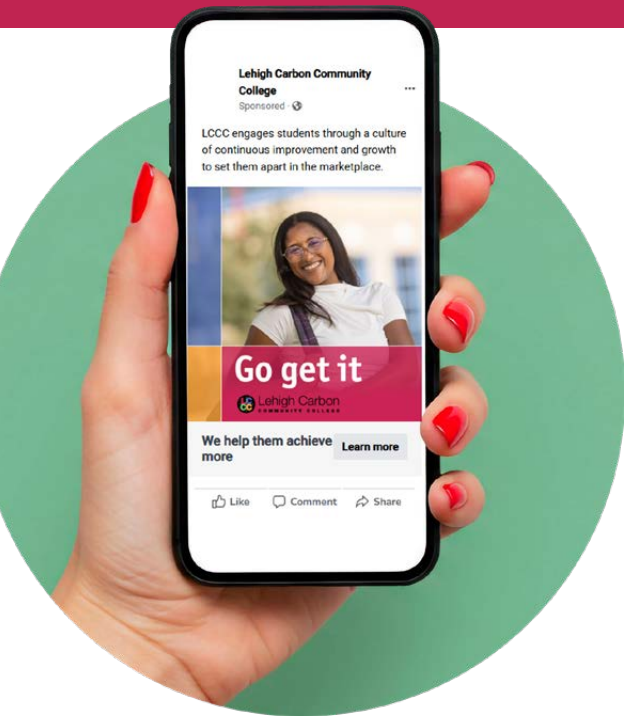 Lehigh Carbon Community
College
Sponsored ·
LCCC engages students through a culture
of continuous improvement and growth
to set them apart in the marketplace.
Go get it
Lehigh Carbon
COMMUNITY COLLEGE
We help them achieve
more
Learn more
Like
Comment
Share